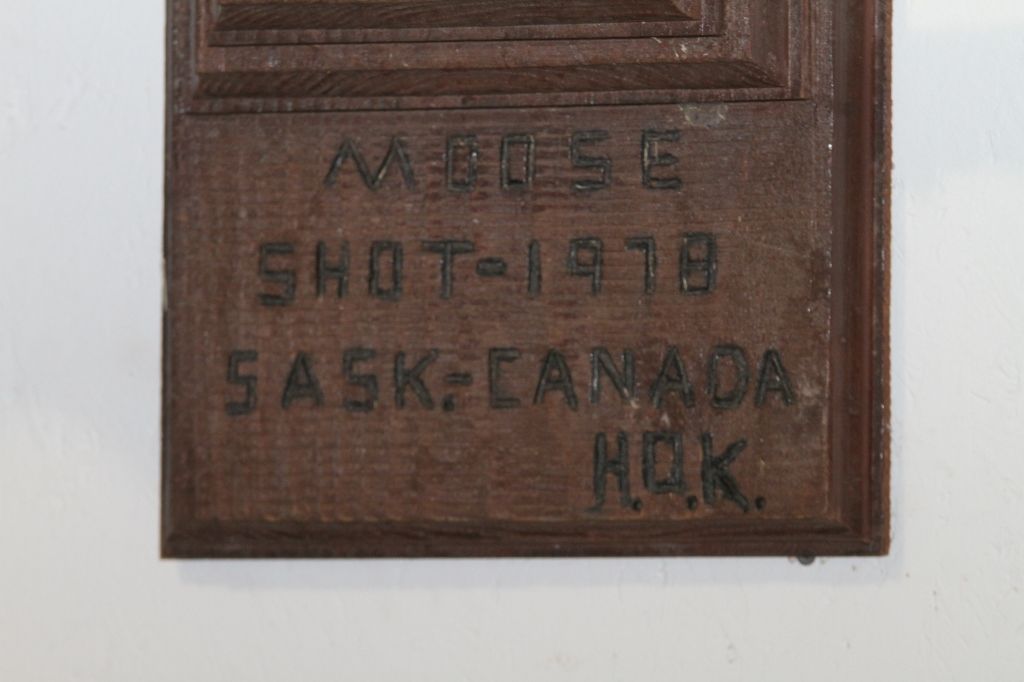 MOOSE
SHOT-1978
SASK.-CANADA
H.O.K.